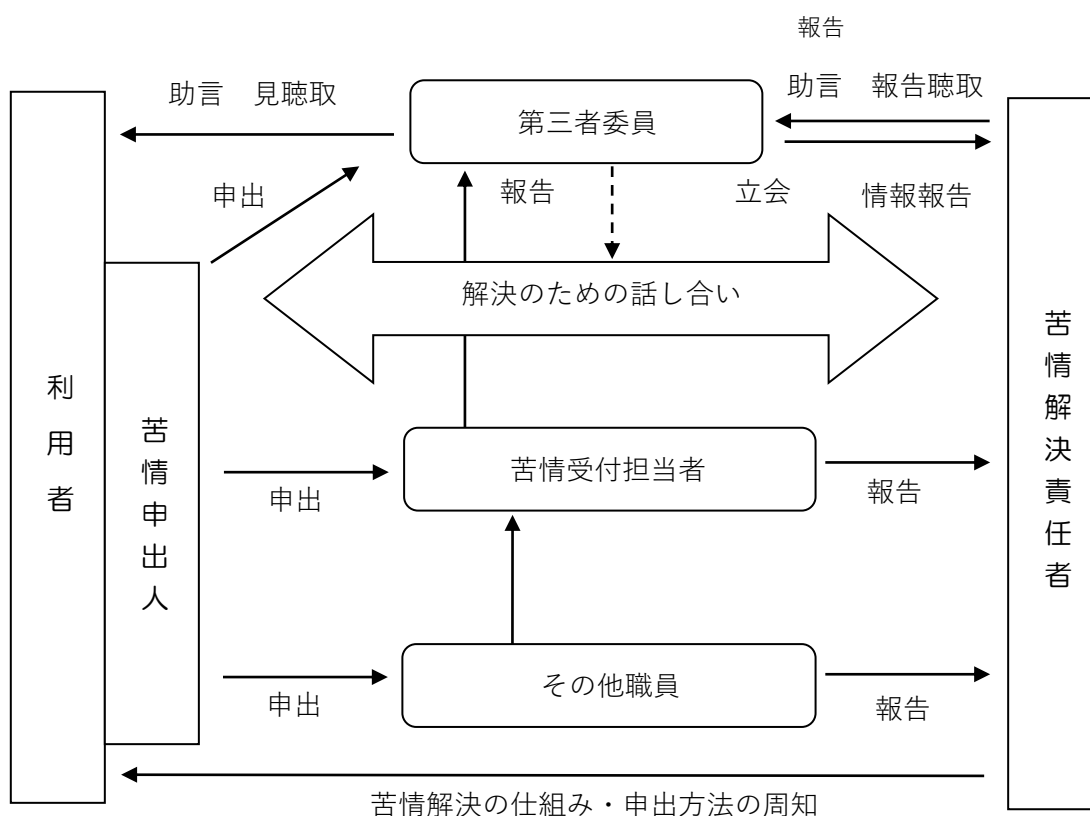 報告
助言　見聴取
助言　報告聴取
第三者委員
申出
報告
立会
情報報告
解決のための話し合い
利用者
苦情申出人
苦情解決責任者
苦情受付担当者
申出
報告
その他職員
申出
報告
苦情解決の仕組み・申出方法の周知